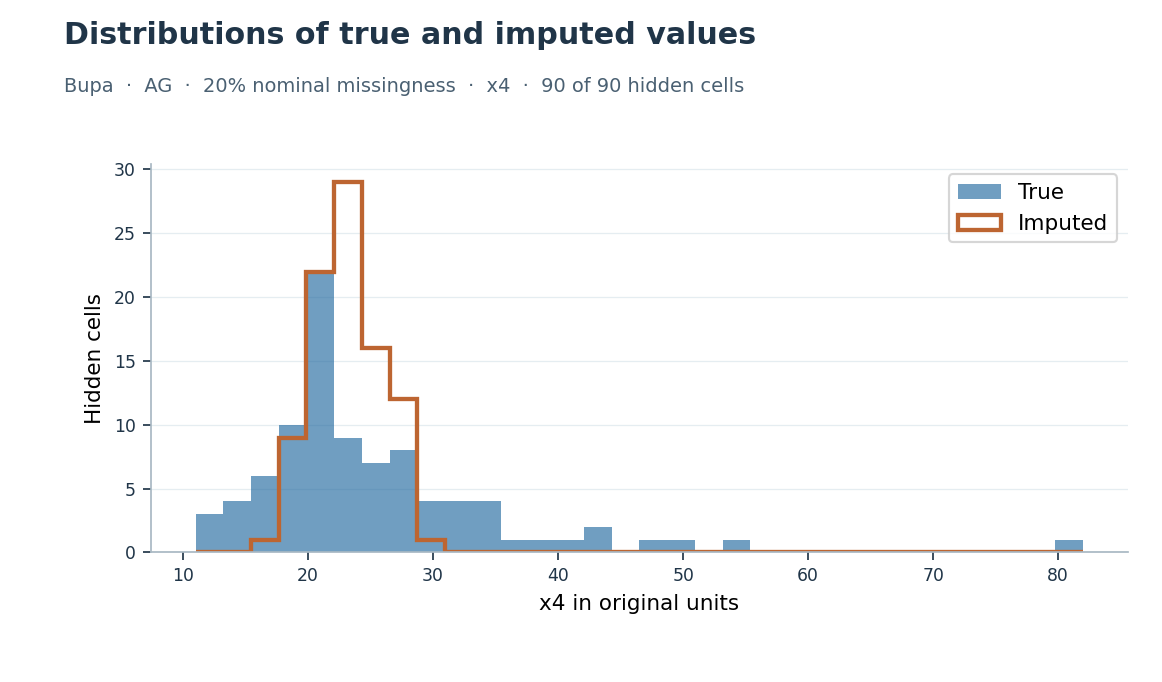 Distributions of true and imputed values
Bupa · AG · 20% nominal missingness · x4 · 90 of 90 hidden cells
30
25
20
15
10
5
0
Hidden cells
True
Imputed
10 20 30 40 50 60 70 80
x4 in original units